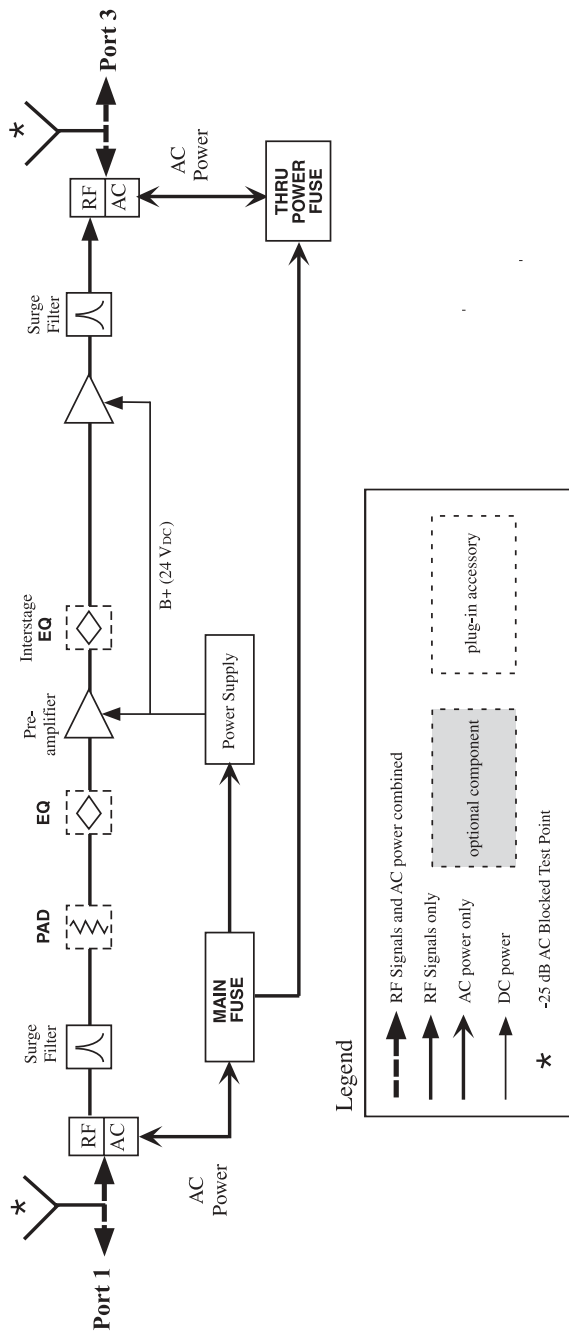 *
*
Port 1
Port 3
RF
AC
Surge
Filter
PAD
EQ
Pre-
amplifier
Interstage
EQ
Surge
Filter
RF
AC
AC
Power
MAIN
FUSE
Power Supply
B+ (24 VDC)
AC
Power
THRU
POWER
FUSE
Legend
RF Signals and AC power combined
RF Signals only
AC power only
DC power
* -25 dB AC Blocked Test Point
optional component
plug-in accessory